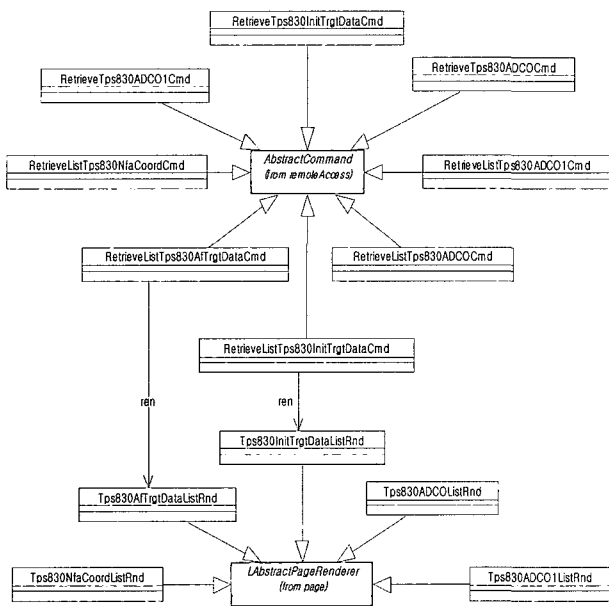 RetrieveTps830InitTrgtDataCmd
RetrieveTps830ADCO1Cmd
RetrieveTps830ADCOCmd
RetrieveListTps830NfaCoordCmd
AbstractCommand
(from remoteAccess)
RetrieveListTps830ADCO1Cmd
RetrieveListTps830AfTrgtDataCmd
RetrieveListTps830ADCOCmd
RetrieveListTps830InitTrgtDataCmd
ren
ren
Tps830InitTrgtDataListRnd
Tps830AfTrgtDataListRnd
Tps830ADCOListRnd
Tps830NfaCoordListRnd
LAbstractPageRenderer
(from page)
Tps830ADCO1ListRnd